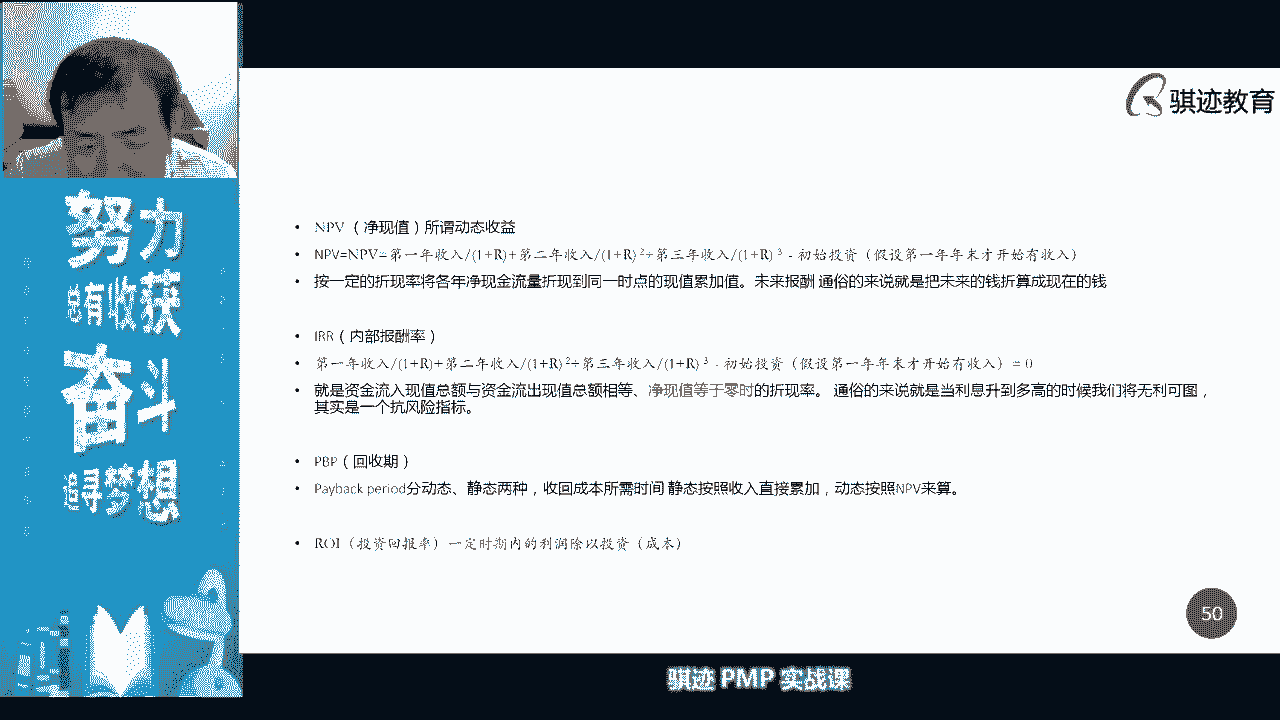 骐迹教育
努力
总有收获
奋斗
追寻梦想
• NPV（净现值）所谓动态收益
• NPV=NPV=第一年收入/(1+R)+第二年收入/(1+R)²+第三年收入/(1+R)³ - 初始投资（假设第一年年末才开始有收入）
• 按一定的折现率将各年净现金流量折现到同一时点的现值累加值。未来报酬 通俗的来说就是把未来的钱折算成现在的钱
• IRR（内部报酬率）
• 第一年收入/(1+R)+第二年收入/(1+R)²+第三年收入/(1+R)³ - 初始投资（假设第一年年末才开始有收入）=0
• 就是资金流入现值总额与资金流出现值总额相等、净现值等于零时的折现率。 通俗的来说就是当利息升到多高的时候我们将无利可图，
其实是一个抗风险指标。
• PBP（回收期）
• Payback period分动态、静态两种，收回成本所需时间 静态按照收入直接累加，动态按照NPV来算。
• ROI（投资回报率）一定时期内的利润除以投资（成本）
50
骐迹 PMP 实战课